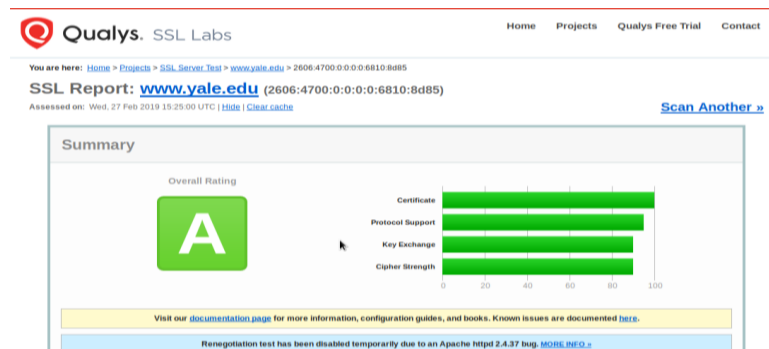 Qualys. SSL Labs
Home Projects Qualys Free Trial Contact
You are here: Home > Projects > SSL Server Test > www.yale.edu > 2606:4700:0:0:0:0:6810:8d85
SSL Report: www.yale.edu (2606:4700:0:0:0:0:6810:8d85)
Assessed on: Wed, 27 Feb 2019 15:25:00 UTC | Hide | Clear cache
Scan Another »
Summary
Overall Rating
A
Certificate
Protocol Support
Key Exchange
Cipher Strength
0 20 40 60 80 100
Visit our documentation page for more information, configuration guides, and books. Known issues are documented here.
Renegotiation test has been disabled temporarily due to an Apache httpd 2.4.37 bug. MORE INFO »